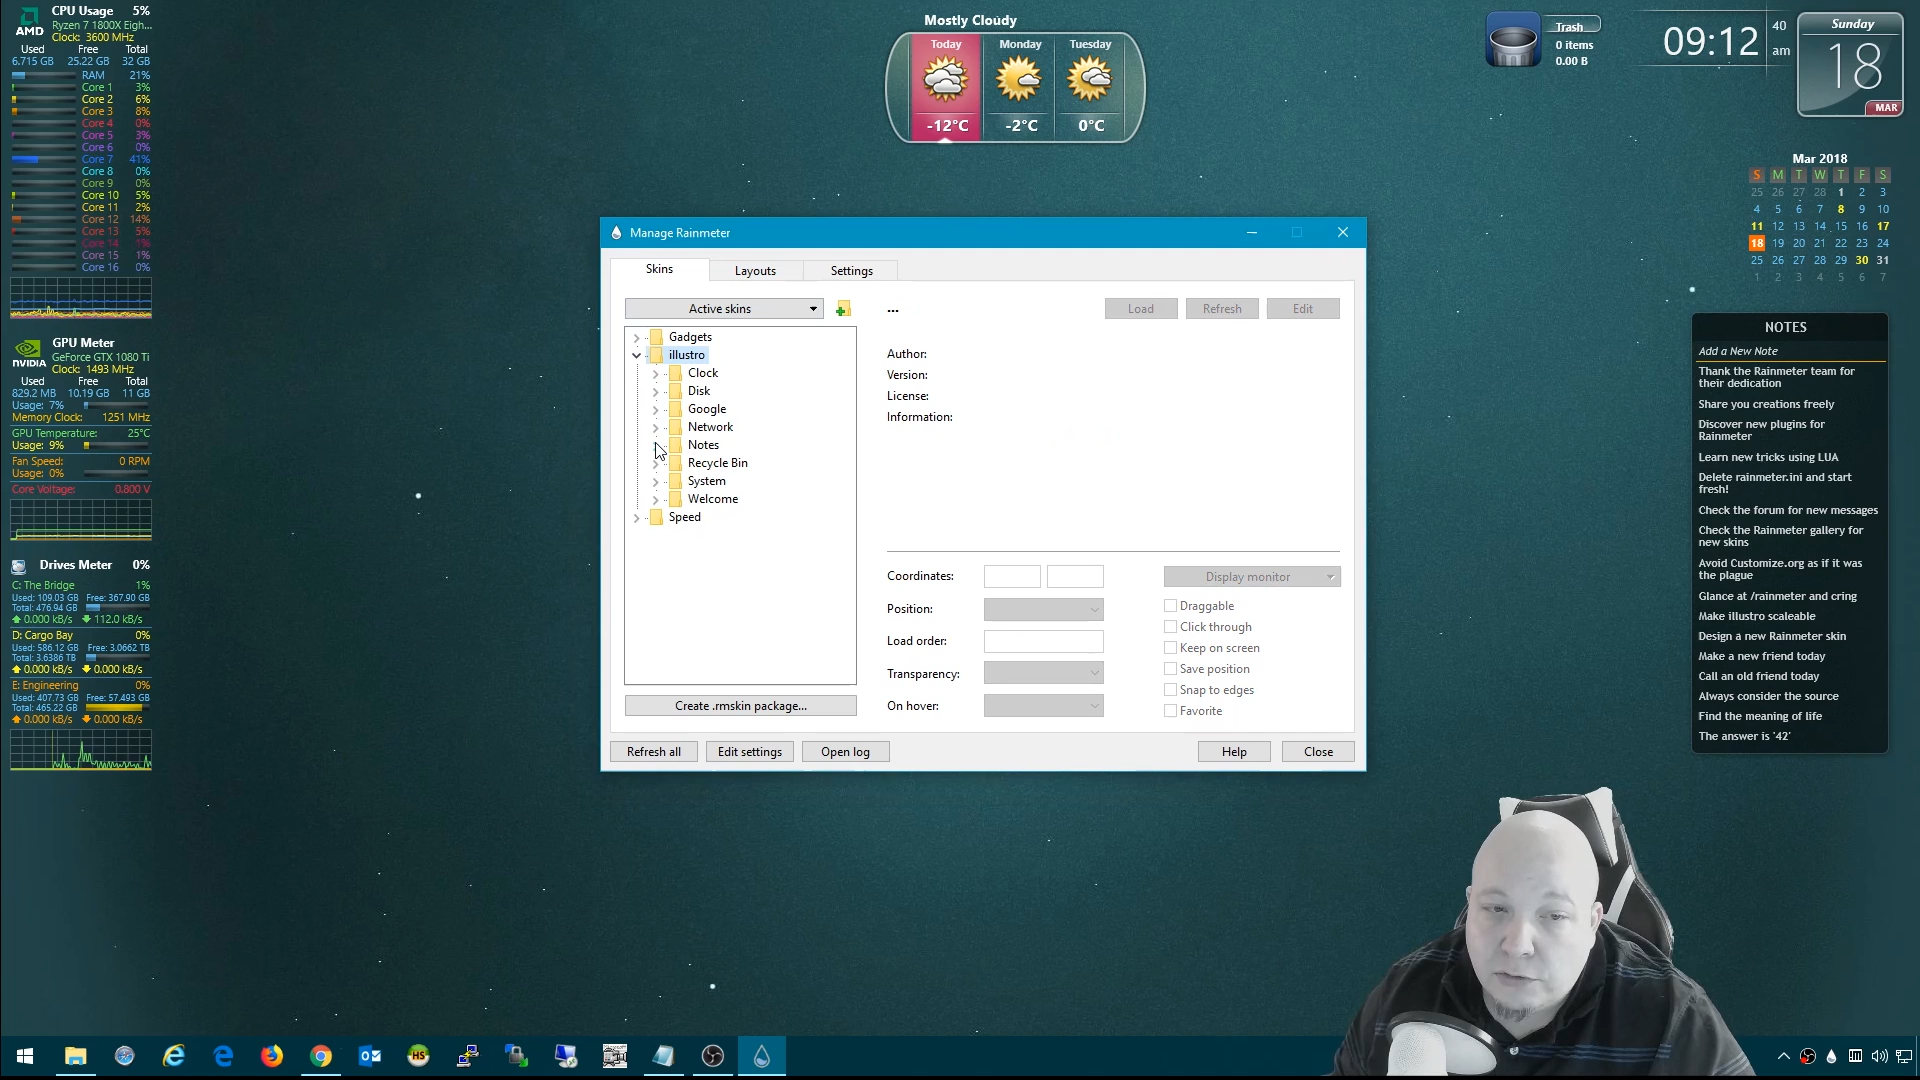 CPU Usage 5%
AMD
Ryzen 7 1800X Eigh...
Clock: 3600 MHz
Used Free Total
6.715 GB 25.22 GB 32 GB
RAM 21%
Core 1 3%
Core 2 6%
Core 3 8%
Core 4 0%
Core 5 3%
Core 6 0%
Core 7 41%
Core 8 0%
Core 9 0%
Core 10 5%
Core 11 2%
Core 12 14%
Core 13 5%
Core 14 1%
Core 15 1%
Core 16 0%
GPU Meter
NVIDIA
GeForce GTX 1080 Ti
Clock: 1493 MHz
Used Free Total
829.2 MB 10.19 GB 11 GB
Usage: 7%
Memory Clock: 1251 MHz
GPU Temperature: 25°C
Usage: 9%
Fan Speed: 0 RPM
Usage: 0%
Core Voltage: 0.800 V
Drives Meter 0%
C: The Bridge 1%
Used: 109.03 GB Free: 367.90 GB
Total: 476.94 GB
0.000 kB/s 112.0 kB/s
D: Cargo Bay 0%
Used: 586.12 GB Free: 3.0662 TB
Total: 3.6386 TB
0.000 kB/s 0.000 kB/s
E: Engineering 0%
Used: 407.73 GB Free: 57.493 GB
Total: 465.22 GB
0.000 kB/s 0.000 kB/s
Mostly Cloudy
Today Monday Tuesday
-12°C -2°C 0°C
Trash
0 items
0.00 B
09:12 40 am
Sunday
18
MAR
Mar 2018
S M T W T F S
25 26 27 28 1 2 3
4 5 6 7 8 9 10
11 12 13 14 15 16 17
18 19 20 21 22 23 24
25 26 27 28 29 30 31
1 2 3 4 5 6 7
NOTES
Add a New Note
Thank the Rainmeter team for
their dedication
Share you creations freely
Discover new plugins for
Rainmeter
Learn new tricks using LUA
Delete rainmeter.ini and start
fresh!
Check the forum for new messages
Check the Rainmeter gallery for
new skins
Avoid Customize.org as if it was
the plague
Glance at /rainmeter and cring
Make illustro scaleable
Design a new Rainmeter skin
Make a new friend today
Call an old friend today
Always consider the source
Find the meaning of life
The answer is '42'
Manage Rainmeter
Skins Layouts Settings
Active skins
... Load Refresh Edit
Gadgets
illustro
Clock
Disk
Google
Network
Notes
Recycle Bin
System
Welcome
Speed
Create .rmskin package...
Author:
Version:
License:
Information:
Coordinates:
Position:
Load order:
Transparency:
On hover:
Display monitor
Draggable
Click through
Keep on screen
Save position
Snap to edges
Favorite
Refresh all Edit settings Open log Help Close
HS